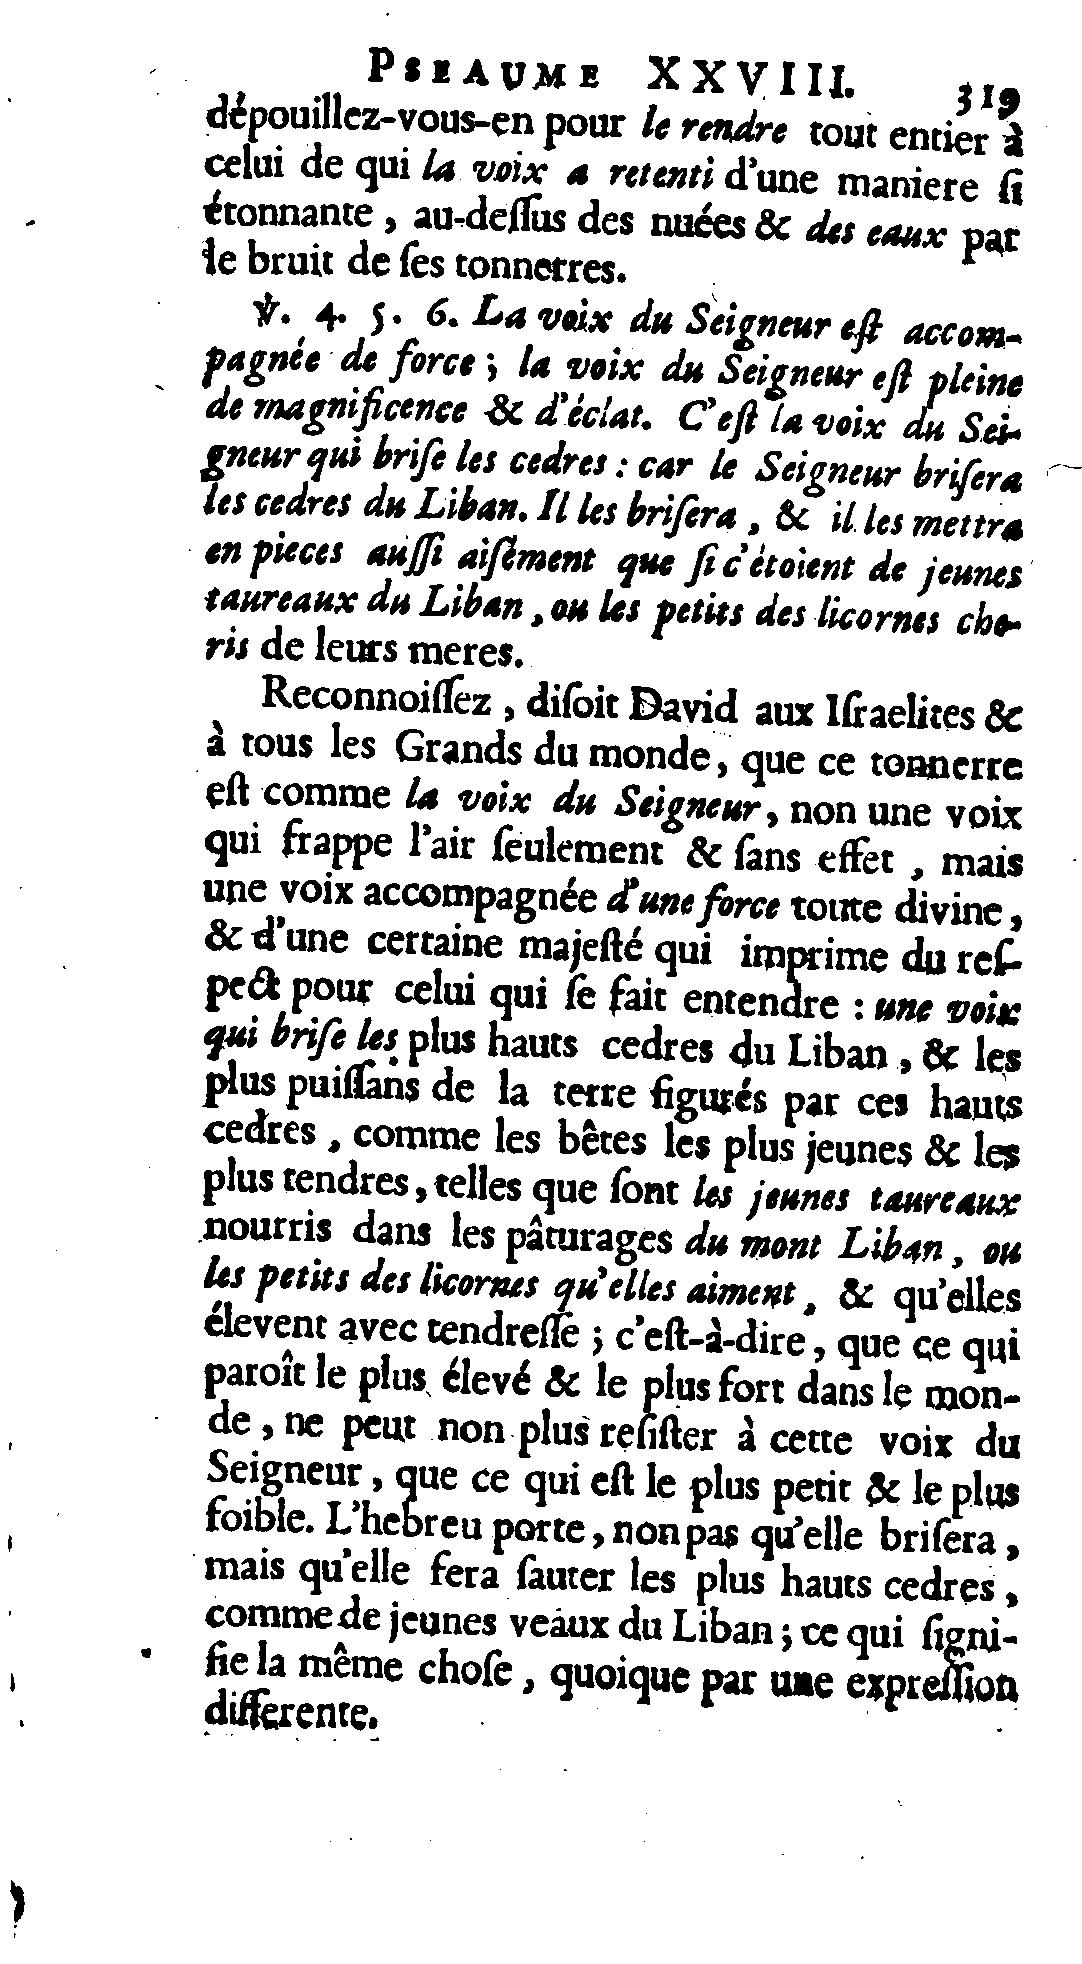 PSEAUME XXVIII. 319
dépouillez-vous-en pour le rendre tout entier à
celui de qui la voix a retenti d'une maniere ſi
étonnante, au-deſſus des nuées & des eaux par
le bruit de ſes tonnerres.
℣. 4. 5. 6. La voix du Seigneur eſt accom-
pagnée de force ; la voix du Seigneur eſt pleine
de magnificence & d'éclat. C'eſt la voix du Sei-
gneur qui briſe les cedres : car le Seigneur briſera
les cedres du Liban. Il les briſera, & il les mettra
en pieces auſſi aiſément que ſi c'étoient de jeunes
taureaux du Liban, ou les petits des licornes che-
ris de leurs meres.
Reconnoiſſez, diſoit David aux Iſraelites &
à tous les Grands du monde, que ce tonnerre
eſt comme la voix du Seigneur, non une voix
qui frappe l'air ſeulement & ſans effet, mais
une voix accompagnée d'une force toute divine,
& d'une certaine majeſté qui imprime du reſ-
pect pour celui qui ſe fait entendre : une voix
qui briſe les plus hauts cedres du Liban, & les
plus puiſſans de la terre figurés par ces hauts
cedres, comme les bêtes les plus jeunes & les
plus tendres, telles que ſont les jeunes taureaux
nourris dans les pâturages du mont Liban, ou
les petits des licornes qu'elles aiment, & qu'elles
élevent avec tendreſſe ; c'eſt-à-dire, que ce qui
paroît le plus élevé & le plus fort dans le mon-
de, ne peut non plus reſiſter à cette voix du
Seigneur, que ce qui eſt le plus petit & le plus
foible. L'hebreu porte, non pas qu'elle briſera,
mais qu'elle fera ſauter les plus hauts cedres,
comme de jeunes veaux du Liban ; ce qui ſigni-
fie la même choſe, quoique par une expreſſion
differente.